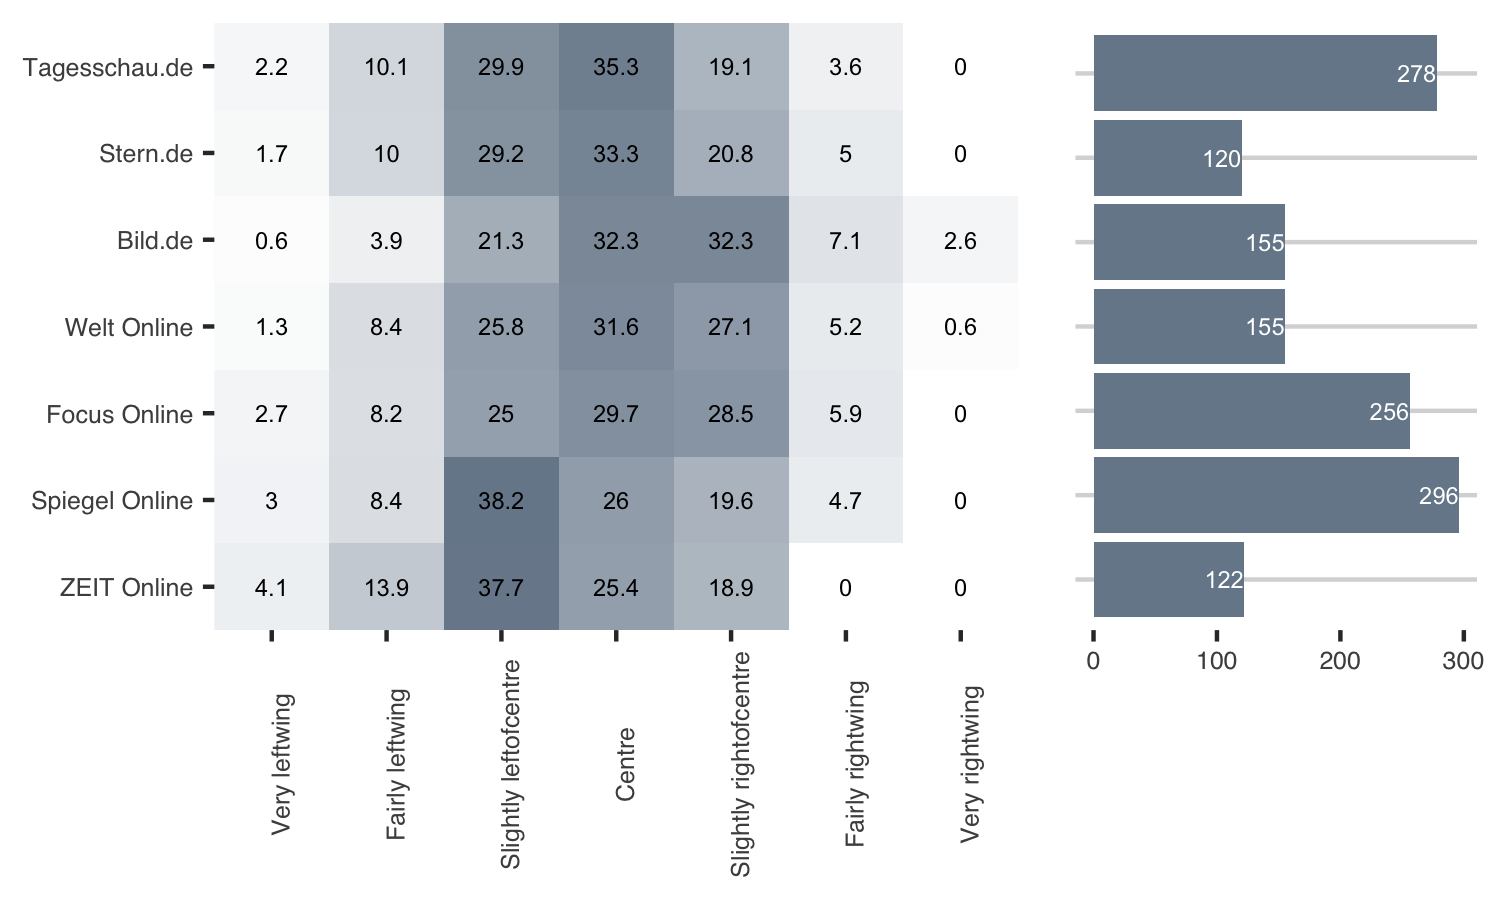 Tagesschau.de 2.2 10.1 29.9 35.3 19.1 3.6 0 278
Stern.de 1.7 10 29.2 33.3 20.8 5 0 120
Bild.de 0.6 3.9 21.3 32.3 32.3 7.1 2.6 155
Welt Online 1.3 8.4 25.8 31.6 27.1 5.2 0.6 155
Focus Online 2.7 8.2 25 29.7 28.5 5.9 0 256
Spiegel Online 3 8.4 38.2 26 19.6 4.7 0 296
ZEIT Online 4.1 13.9 37.7 25.4 18.9 0 0 122
0 100 200 300
Very leftwing
Fairly leftwing
Slightly leftofcentre
Centre
Slightly rightofcentre
Fairly rightwing
Very rightwing